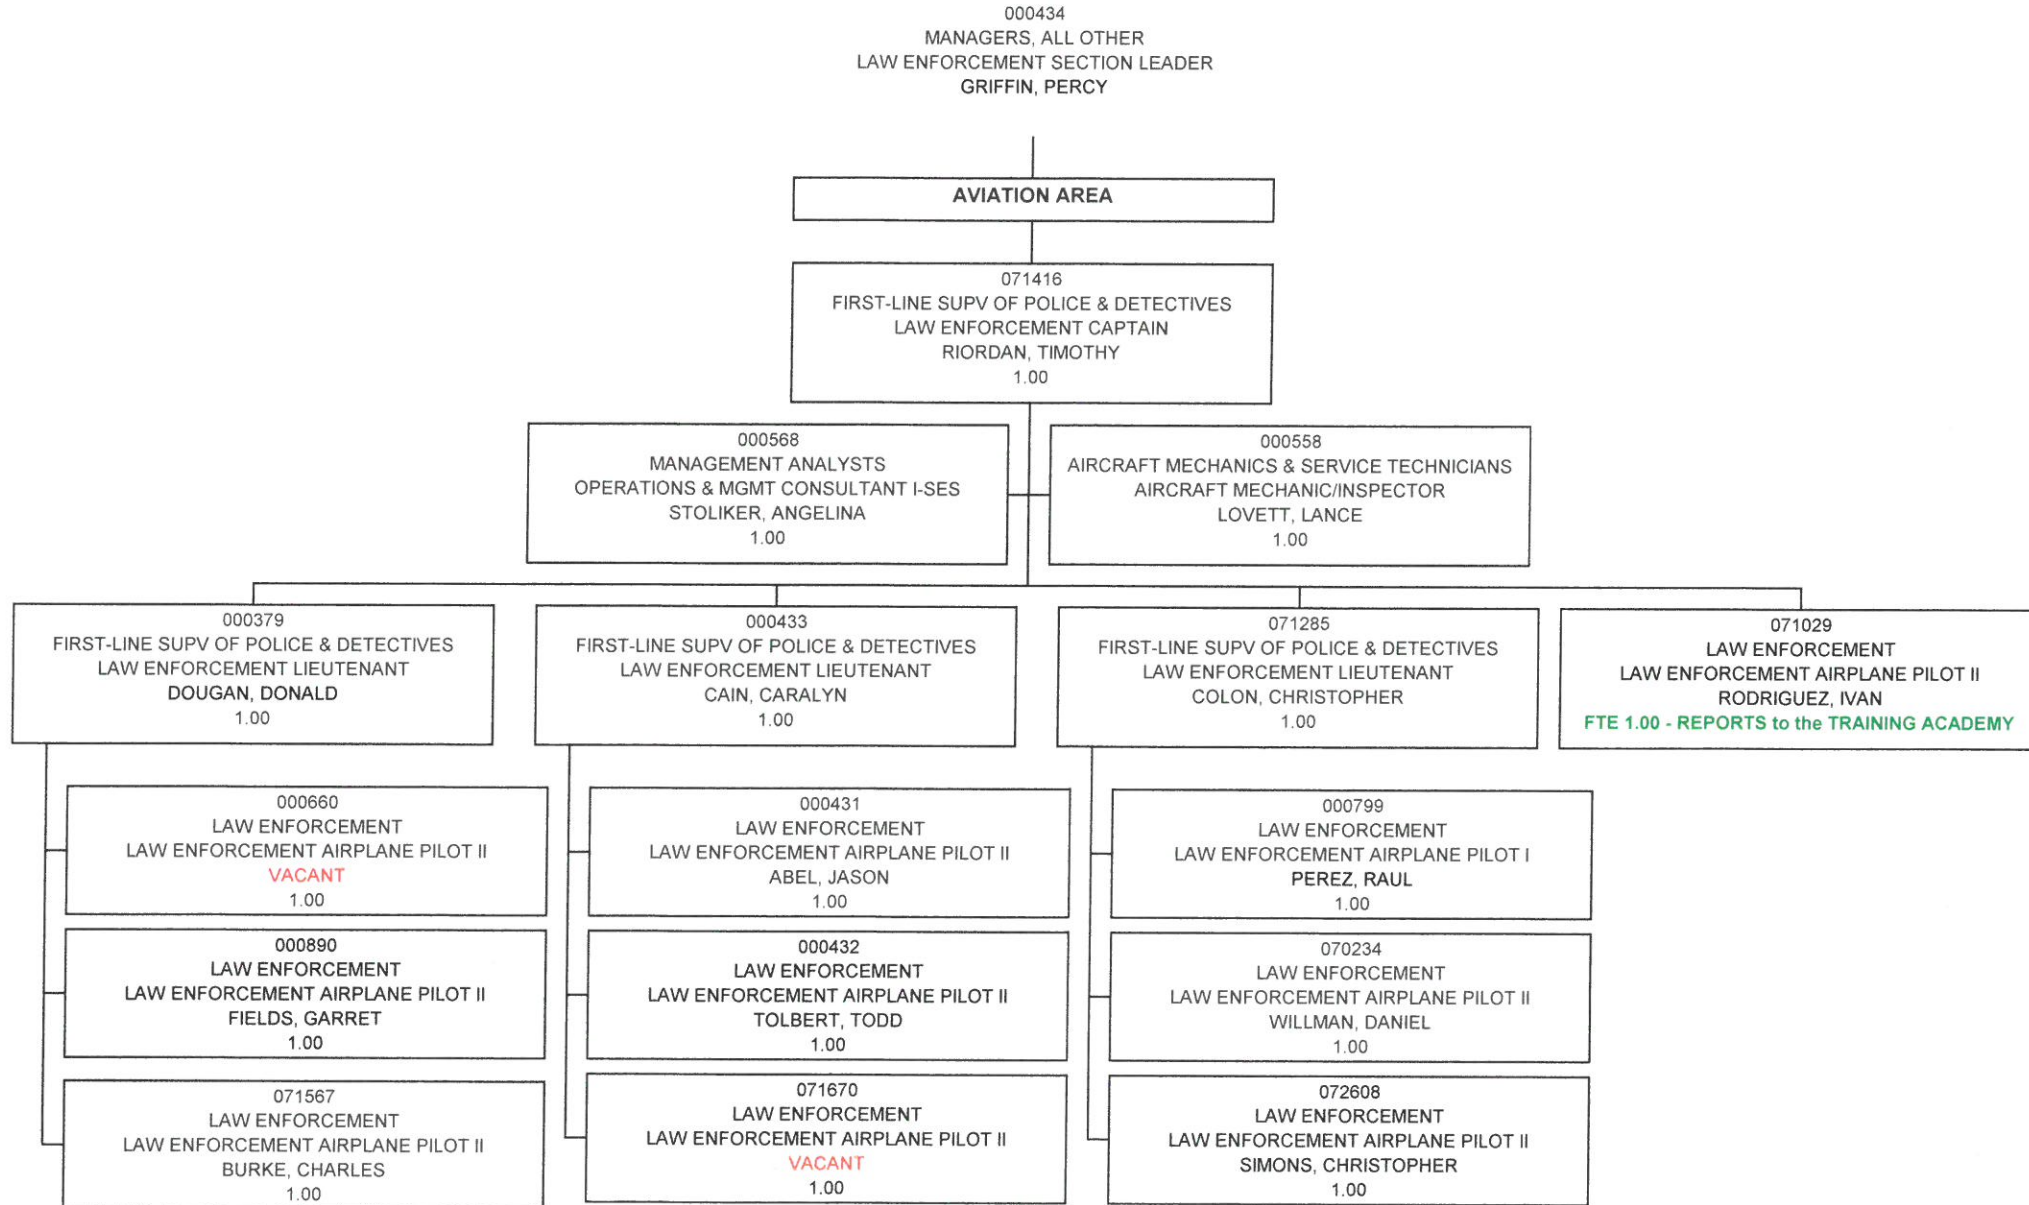 000434
MANAGERS, ALL OTHER
LAW ENFORCEMENT SECTION LEADER
GRIFFIN, PERCY
AVIATION AREA
071416
FIRST-LINE SUPV OF POLICE & DETECTIVES
LAW ENFORCEMENT CAPTAIN
RIORDAN, TIMOTHY
1.00
000568
MANAGEMENT ANALYSTS
OPERATIONS & MGMT CONSULTANT I-SES
STOLIKER, ANGELINA
1.00
000558
AIRCRAFT MECHANICS & SERVICE TECHNICIANS
AIRCRAFT MECHANIC/INSPECTOR
LOVETT, LANCE
1.00
000379
FIRST-LINE SUPV OF POLICE & DETECTIVES
LAW ENFORCEMENT LIEUTENANT
DOUGAN, DONALD
1.00
000433
FIRST-LINE SUPV OF POLICE & DETECTIVES
LAW ENFORCEMENT LIEUTENANT
CAIN, CARALYN
1.00
071285
FIRST-LINE SUPV OF POLICE & DETECTIVES
LAW ENFORCEMENT LIEUTENANT
COLON, CHRISTOPHER
1.00
071029
LAW ENFORCEMENT
LAW ENFORCEMENT AIRPLANE PILOT II
RODRIGUEZ, IVAN
FTE 1.00 - REPORTS to the TRAINING ACADEMY
000660
LAW ENFORCEMENT
LAW ENFORCEMENT AIRPLANE PILOT II
VACANT
1.00
000890
LAW ENFORCEMENT
LAW ENFORCEMENT AIRPLANE PILOT II
FIELDS, GARRET
1.00
071567
LAW ENFORCEMENT
LAW ENFORCEMENT AIRPLANE PILOT II
BURKE, CHARLES
1.00
000431
LAW ENFORCEMENT
LAW ENFORCEMENT AIRPLANE PILOT II
ABEL, JASON
1.00
000432
LAW ENFORCEMENT
LAW ENFORCEMENT AIRPLANE PILOT II
TOLBERT, TODD
1.00
071670
LAW ENFORCEMENT
LAW ENFORCEMENT AIRPLANE PILOT II
VACANT
1.00
000799
LAW ENFORCEMENT
LAW ENFORCEMENT AIRPLANE PILOT I
PEREZ, RAUL
1.00
070234
LAW ENFORCEMENT
LAW ENFORCEMENT AIRPLANE PILOT II
WILLMAN, DANIEL
1.00
072608
LAW ENFORCEMENT
LAW ENFORCEMENT AIRPLANE PILOT II
SIMONS, CHRISTOPHER
1.00